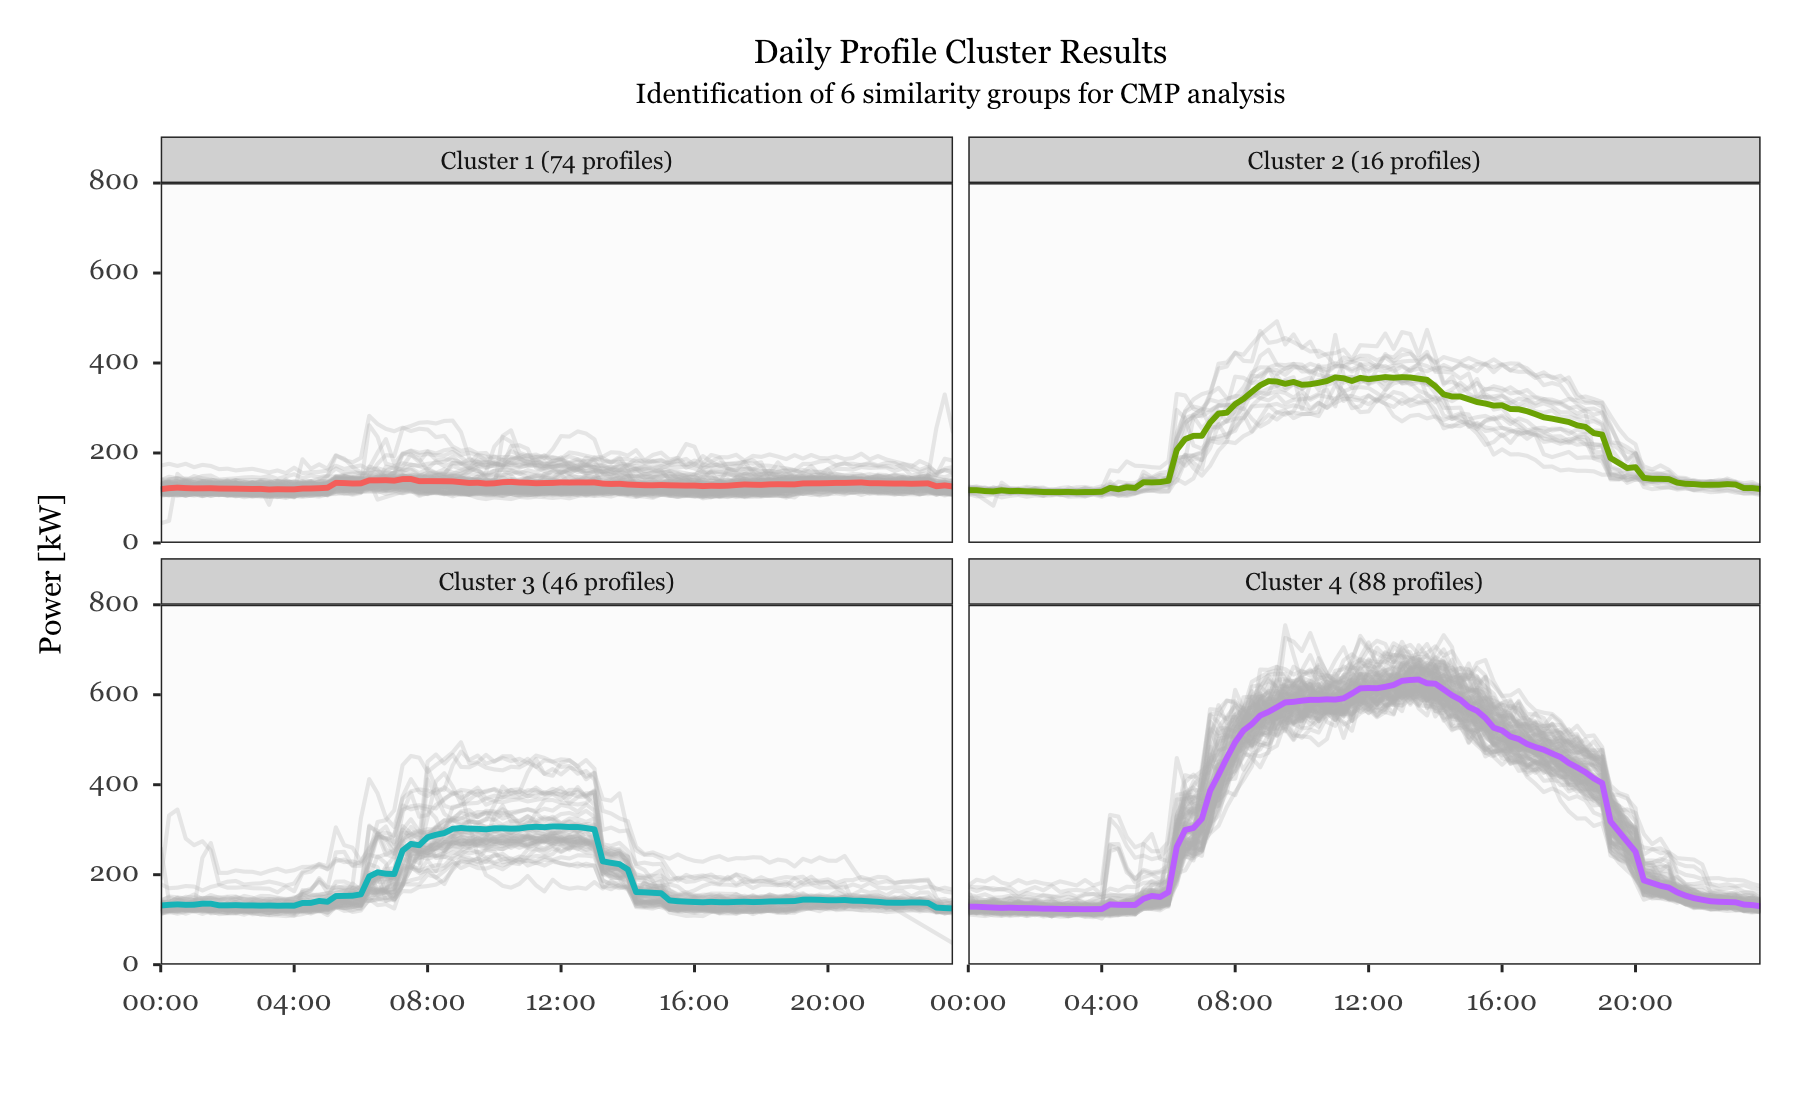 Daily Profile Cluster Results
Identification of 6 similarity groups for CMP analysis
Cluster 1 (74 profiles)
Cluster 2 (16 profiles)
800
600
400
200
0
Power [kW]
Cluster 3 (46 profiles)
Cluster 4 (88 profiles)
800
600
400
200
0
00:00 04:00 08:00 12:00 16:00 20:00
00:00 04:00 08:00 12:00 16:00 20:00